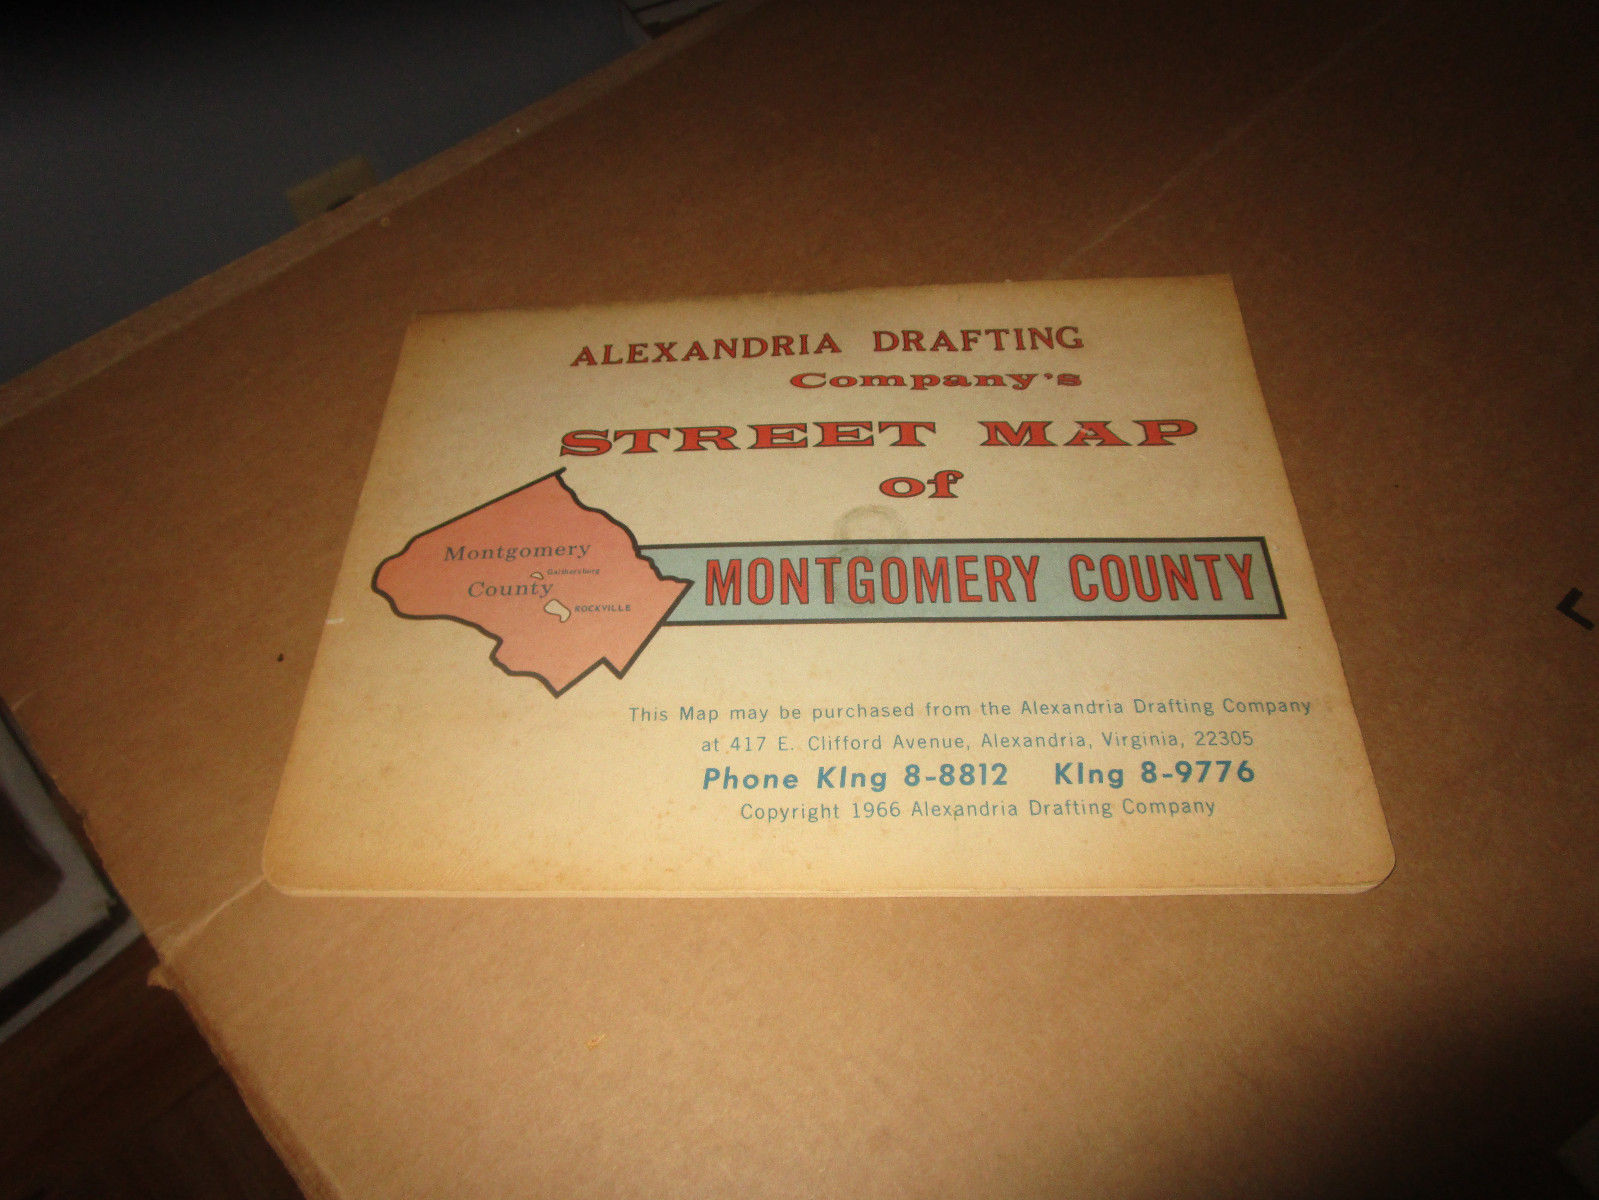 ALEXANDRIA DRAFTING
Company's
STREET MAP
of
MONTGOMERY COUNTY
Montgomery
Gaithersburg
County
ROCKVILLE
This Map may be purchased from the Alexandria Drafting Company
at 417 E. Clifford Avenue, Alexandria, Virginia, 22305
Phone KIng 8-8812 KIng 8-9776
Copyright 1966 Alexandria Drafting Company